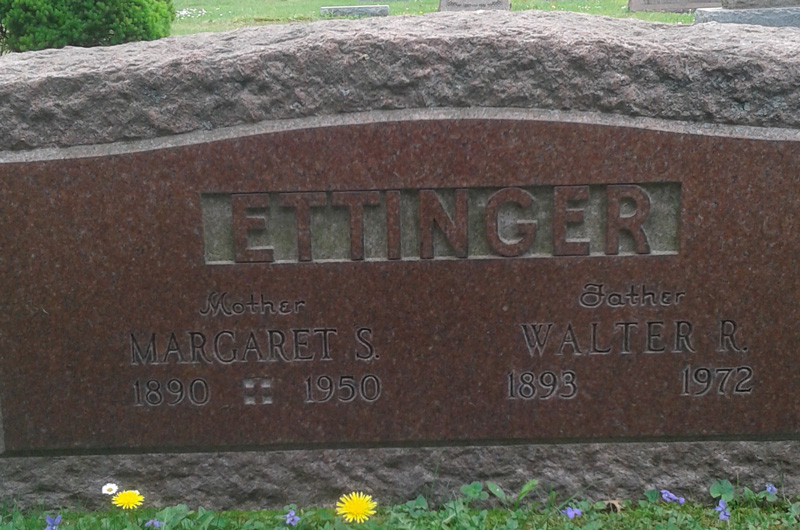 ETTINGER
Mother Father
MARGARET S. WALTER R.
1890 1950 1893 1972